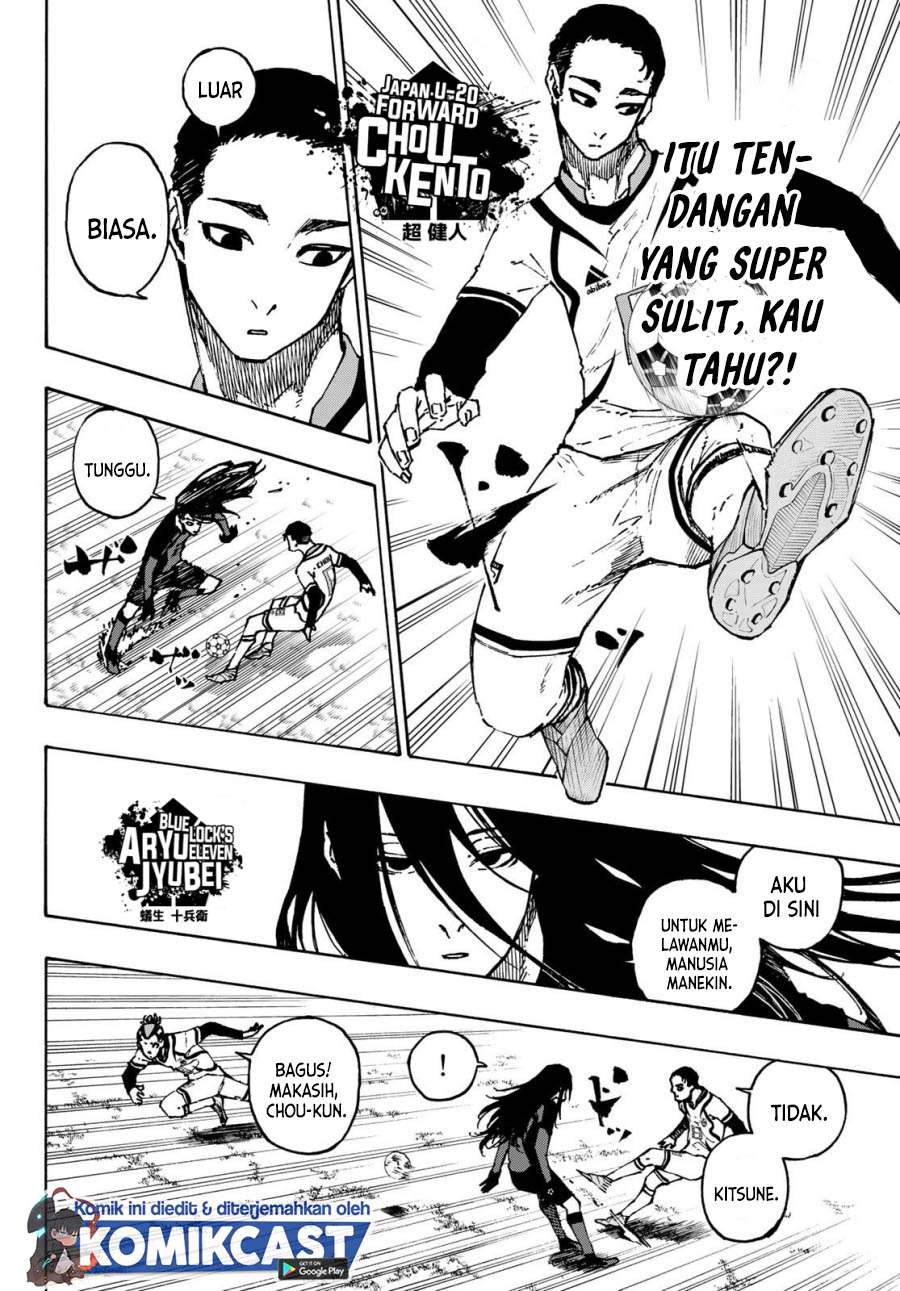 JAPAN U-20
FORWARD
CHOU
KENTO
超 健人
ITU TEN-
DANGAN
YANG SUPER
SULIT, KAU
TAHU?!
LUAR
BIASA.
TUNGGU.
BLUE
LOCK'S
ELEVEN
ARYU
JYUBEI
蟻生 十兵衛
AKU
DI SINI
UNTUK ME-
LAWANMU,
MANUSIA
MANEKIN.
TIDAK.
KITSUNE.
!
BAGUS!
MAKASIH,
CHOU-KUN.
Komik ini diedit & diterjemahkan oleh
KOMIKCAST
GET IT ON
Google Play